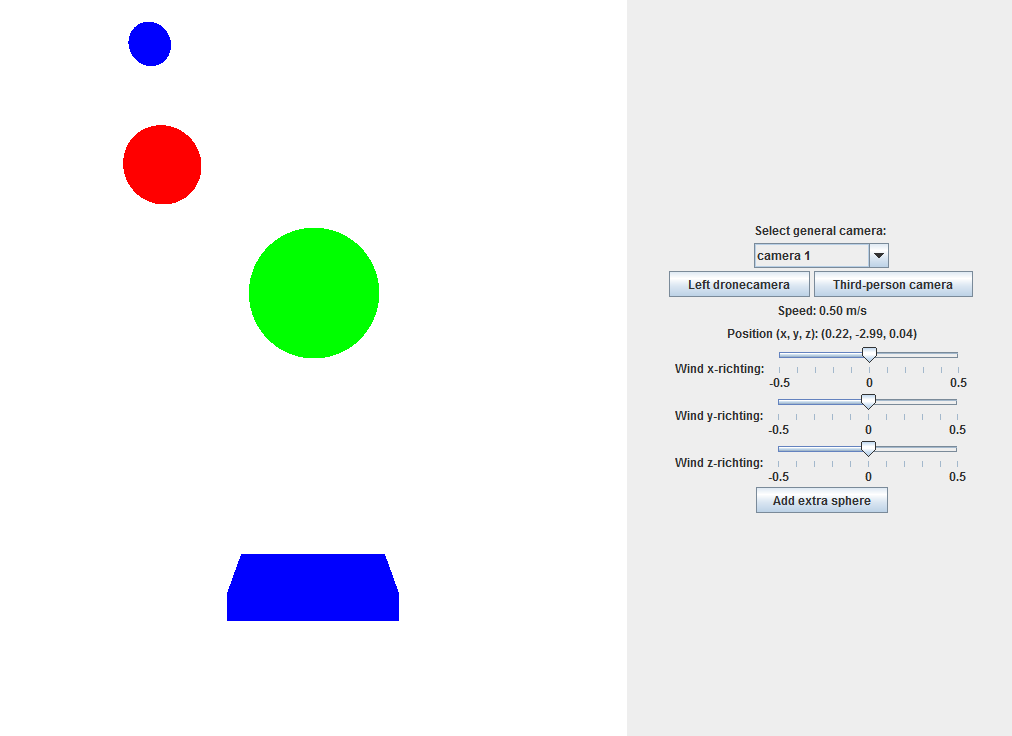 Select general camera:
camera 1
Left dronecamera
Third-person camera
Speed: 0.50 m/s
Position (x, y, z): (0.22, -2.99, 0.04)
Wind x-richting:
-0.5 0 0.5
Wind y-richting:
-0.5 0 0.5
Wind z-richting:
-0.5 0 0.5
Add extra sphere